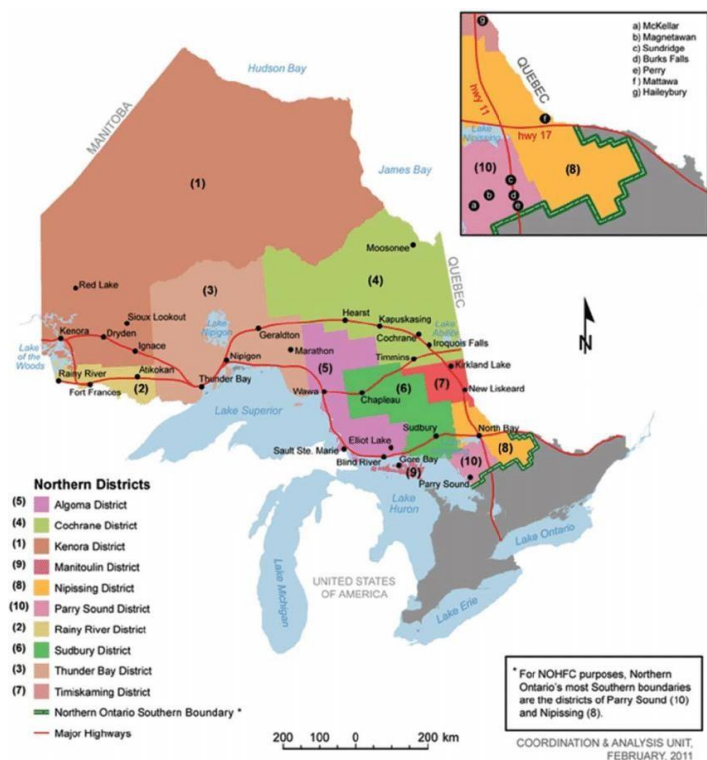 Hudson Bay
MANITOBA
James Bay
(1)
Moosonee
(4)
QUEBEC
(3)
Red Lake
Sioux Lookout
Lake
Nipigon
Hearst
Kapuskasing
Geraldton
Cochrane
Lake
Abitibi
Iroquois Falls
Kenora
Dryden
Ignace
Marathon
Timmins
Kirkland Lake
Lake of
the Woods
Nipigon
(5)
(6)
(7)
Rainy River
Atikokan
(2)
Fort Frances
Thunder Bay
Wawa
Chapleau
New Liskeard
Lake Superior
Sudbury
North Bay
(8)
Elliot Lake
Sault Ste. Marie
Gore Bay
Blind River
(9)
(10)
Parry Sound
Lake
Huron
Lake Michigan
Lake Ontario
Lake Erie
UNITED STATES
OF AMERICA
N
g
QUEBEC
hwy 11
f
Lake
Nipissing
hwy 17
(10)
(8)
c
b
d
a
e
a) McKellar
b) Magnetawan
c) Sundridge
d) Burks Falls
e) Perry
f) Mattawa
g) Haileybury
Northern Districts
(5) Algoma District
(4) Cochrane District
(1) Kenora District
(9) Manitoulin District
(8) Nipissing District
(10) Parry Sound District
(2) Rainy River District
(6) Sudbury District
(3) Thunder Bay District
(7) Timiskaming District
Northern Ontario Southern Boundary *
Major Highways
200 100 0 200 km
* For NOHFC purposes, Northern
Ontario's most Southern boundaries
are the districts of Parry Sound (10)
and Nipissing (8).
COORDINATION & ANALYSIS UNIT,
FEBRUARY, 2011